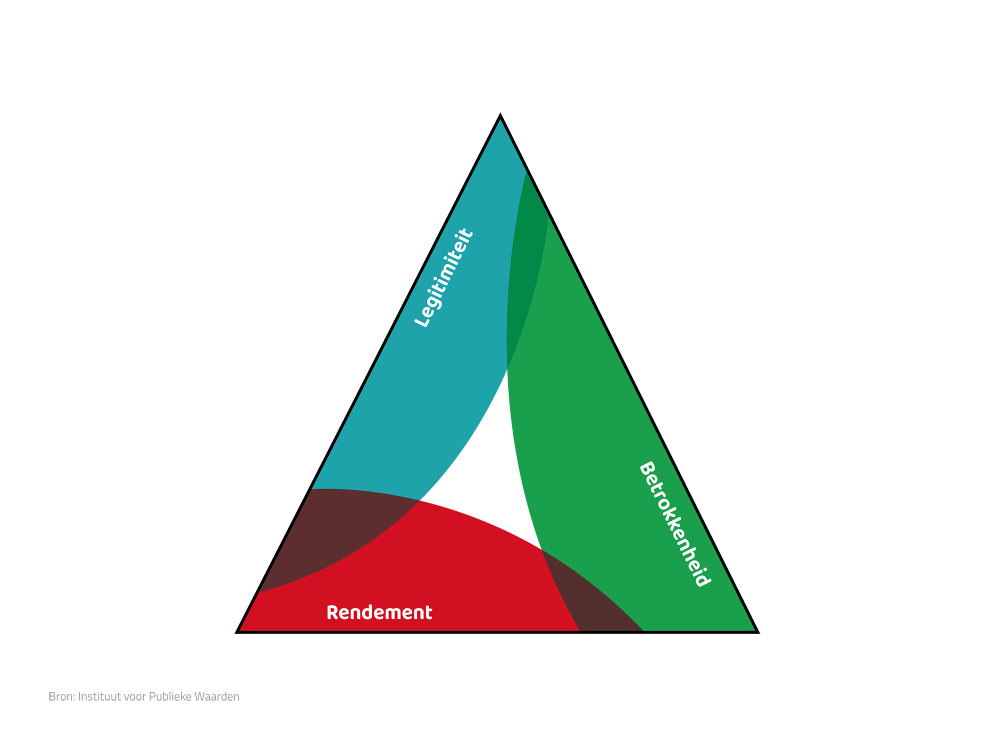 Legitimiteit
Betrokkenheid
Rendement
Bron: Instituut voor Publieke Waarden